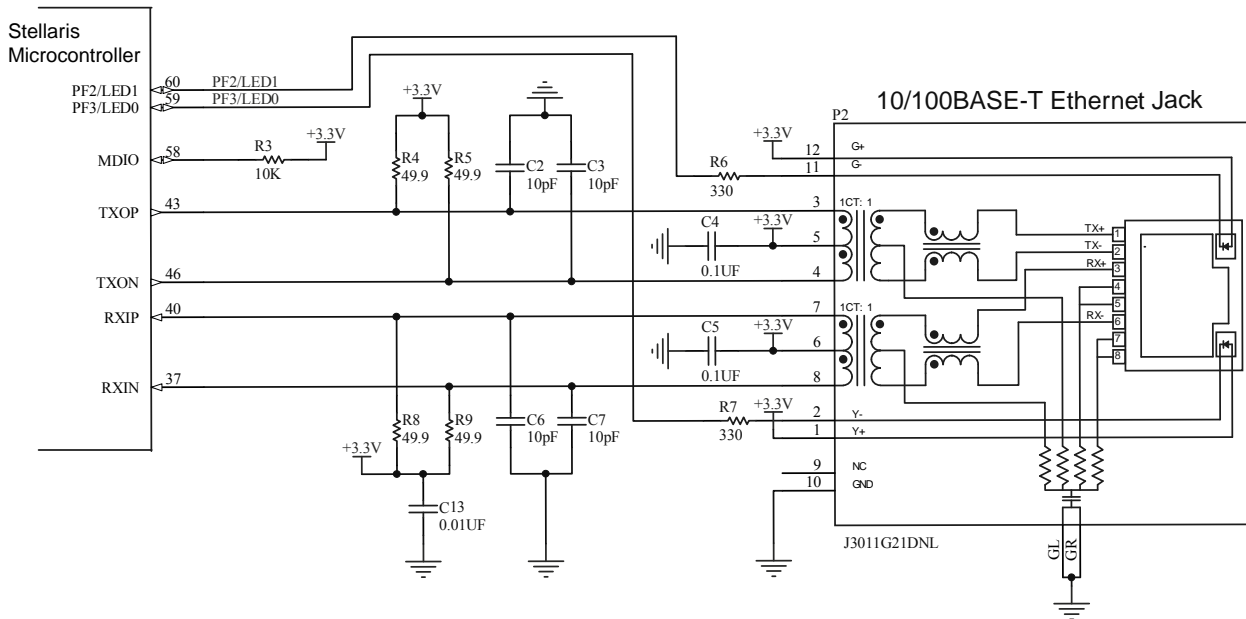 Stellaris
Microcontroller
PF2/LED1
60
PF2/LED1
PF3/LED0
59
PF3/LED0
MDIO
58
R3
10K
+3.3V
TXOP
43
TXON
46
RXIP
40
RXIN
37
+3.3V
R4
49.9
R5
49.9
C2
10pF
C3
10pF
R6
330
+3.3V
C4
0.1UF
+3.3V
C5
0.1UF
+3.3V
R7
330
+3.3V
R8
49.9
R9
49.9
C6
10pF
C7
10pF
+3.3V
C13
0.01UF
10/100BASE-T Ethernet Jack
P2
12
G+
11
G-
3
1CT: 1
5
4
7
1CT: 1
6
8
2
Y-
1
Y+
9
NC
10
GND
TX+
1
TX-
2
RX+
3
4
5
RX-
6
7
8
J3011G21DNL
GL
GR